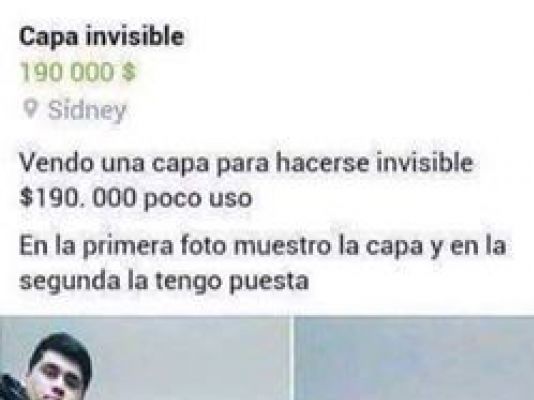 Capa invisible
190 000 $
Sídney
Vendo una capa para hacerse invisible
$190. 000 poco uso
En la primera foto muestro la capa y en la
segunda la tengo puesta